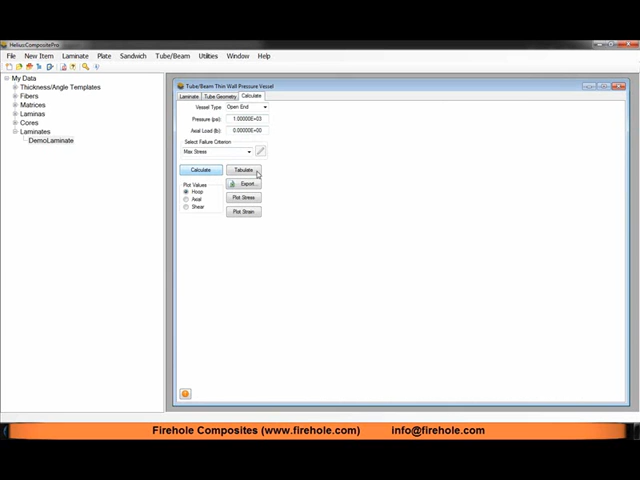 Helius:CompositePro
File New Item Laminate Plate Sandwich Tube/Beam Utilities Window Help
My Data
Thickness/Angle Templates
Fibers
Matrices
Laminas
Cores
Laminates
DemoLaminate
Tube/Beam Thin Wall Pressure Vessel
Laminate Tube Geometry Calculate
Vessel Type Open End
Pressure (psi) 1.00000E+03
Axial Load (lb) 0.00000E+00
Select Failure Criterion
Max Stress
Calculate Tabulate
Plot Values Export
Hoop
Axial Plot Stress
Shear Plot Strain
Firehole Composites (www.firehole.com) info@firehole.com